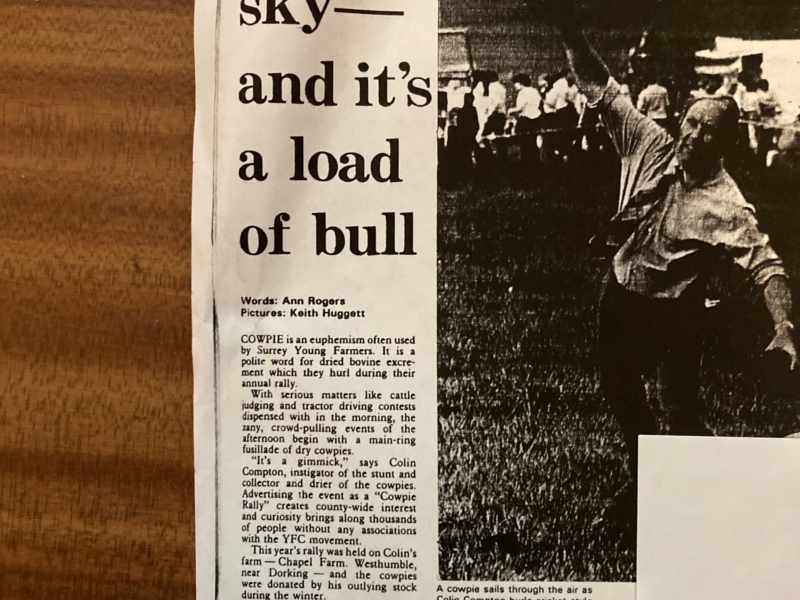 sky—
and it's
a load
of bull
Words: Ann Rogers
Pictures: Keith Huggett
COWPIE is an euphemism often used
by Surrey Young Farmers. It is a
polite word for dried bovine excre-
ment which they hurl during their
annual rally.
With serious matters like cattle
judging and tractor driving contests
dispensed with in the morning, the
zany, crowd-pulling events of the
afternoon begin with a main-ring
fusillade of dry cowpies.
"It's a gimmick," says Colin
Compton, instigator of the stunt and
collector and drier of the cowpies.
Advertising the event as a "Cowpie
Rally" creates county-wide interest
and curiosity brings along thousands
of people without any associations
with the YFC movement.
This year's rally was held on Colin's
farm — Chapel Farm. Westhumble,
near Dorking — and the cowpies
were donated by his outlying stock
during the winter.
A cowpie sails through the air as
Colin Compton hurls cricket-style